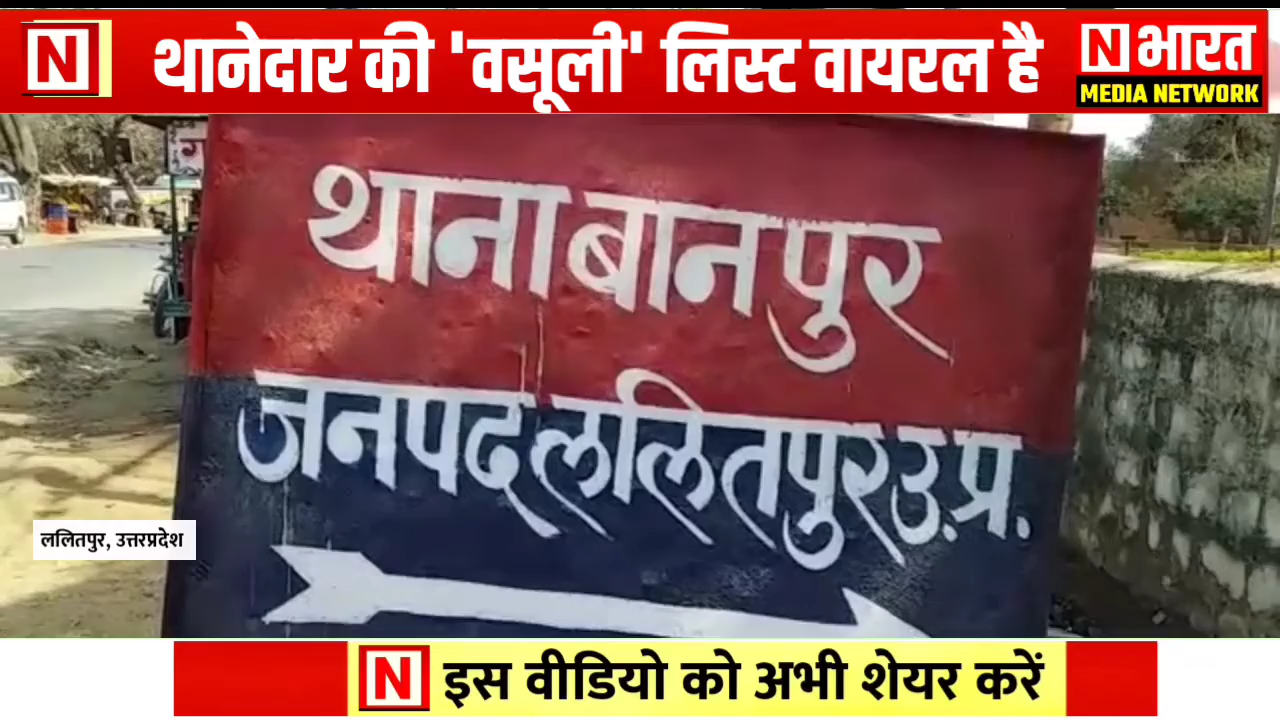 N थानेदार की 'वसूली' लिस्ट वायरल है N भारत
MEDIA NETWORK
थाना बानपुर
जनपद ललितपुर उ.प्र.
ललितपुर, उत्तरप्रदेश
N इस वीडियो को अभी शेयर करें